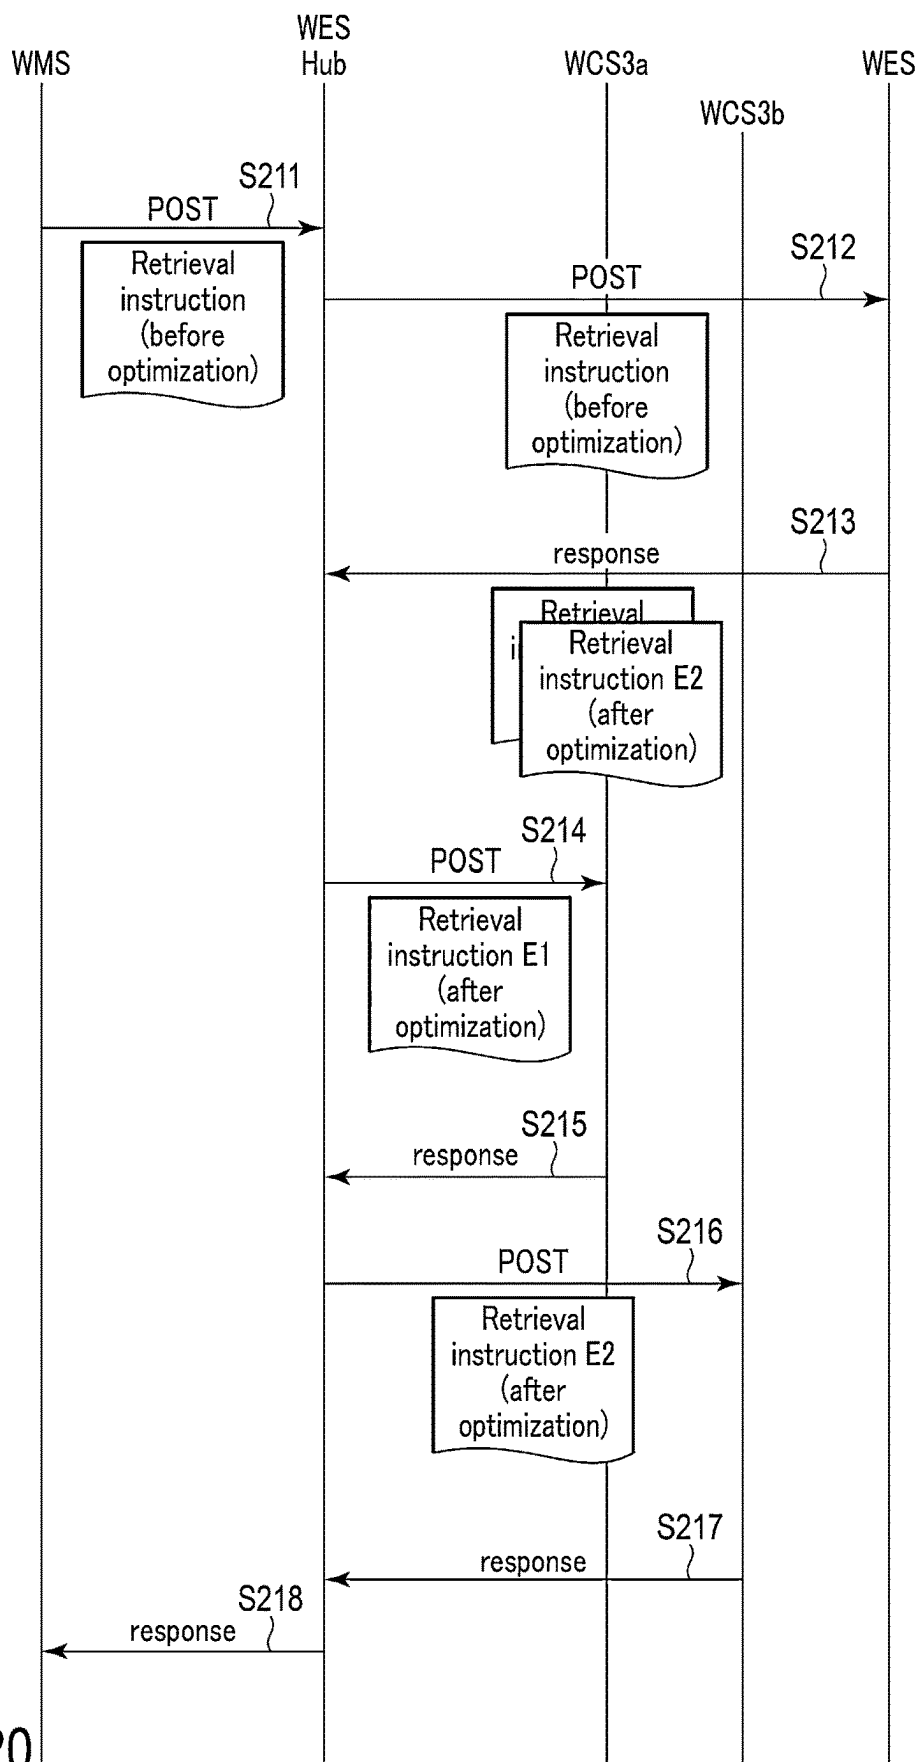 WMS
WES
Hub
WCS3a
WES
WCS3b
S211
POST
Retrieval
instruction
(before
optimization)
S212
POST
Retrieval
instruction
(before
optimization)
S213
response
Retrieval
Retrieval
instruction E2
(after
optimization)
S214
POST
Retrieval
instruction E1
(after
optimization)
S215
response
S216
POST
Retrieval
instruction E2
(after
optimization)
S217
response
S218
response